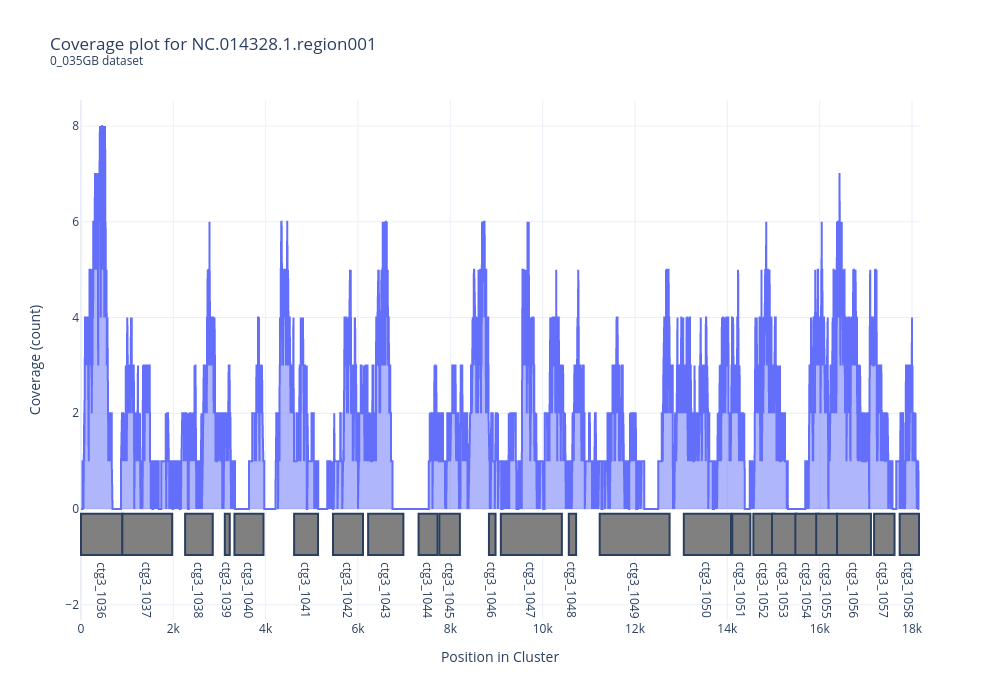 Coverage plot for NC.014328.1.region001
0_035GB dataset
8
6
4
2
0
−2
Coverage (count)
ctg3_1036
ctg3_1037
ctg3_1038
ctg3_1039
ctg3_1040
ctg3_1041
ctg3_1042
ctg3_1043
ctg3_1044
ctg3_1045
ctg3_1046
ctg3_1047
ctg3_1048
ctg3_1049
ctg3_1050
ctg3_1051
ctg3_1052
ctg3_1053
ctg3_1054
ctg3_1055
ctg3_1056
ctg3_1057
ctg3_1058
0 2k 4k 6k 8k 10k 12k 14k 16k 18k
Position in Cluster